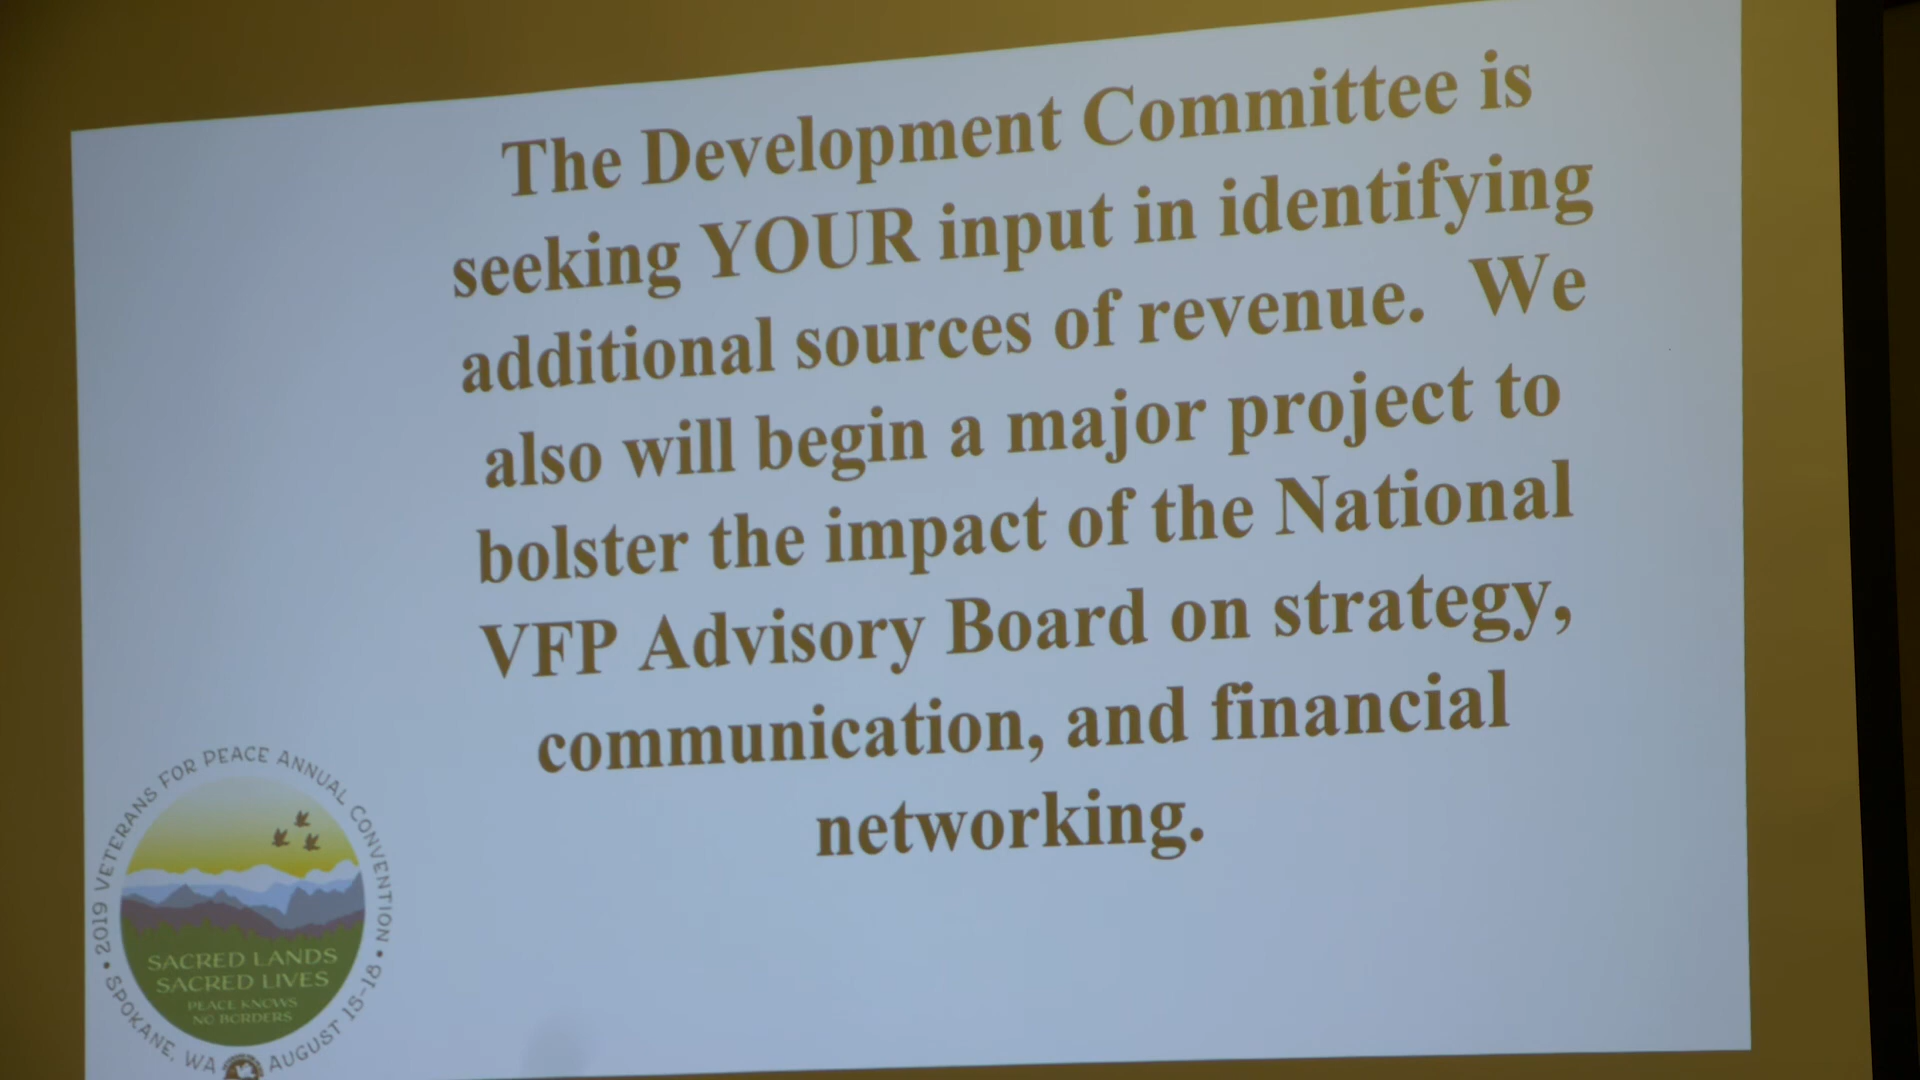 The Development Committee is
seeking YOUR input in identifying
additional sources of revenue. We
also will begin a major project to
bolster the impact of the National
VFP Advisory Board on strategy,
communication, and financial
networking.
• 2019 VETERANS FOR PEACE ANNUAL CONVENTION •
SACRED LANDS
SACRED LIVES
PEACE KNOWS
NO BORDERS
SPOKANE, WA
AUGUST 15-18